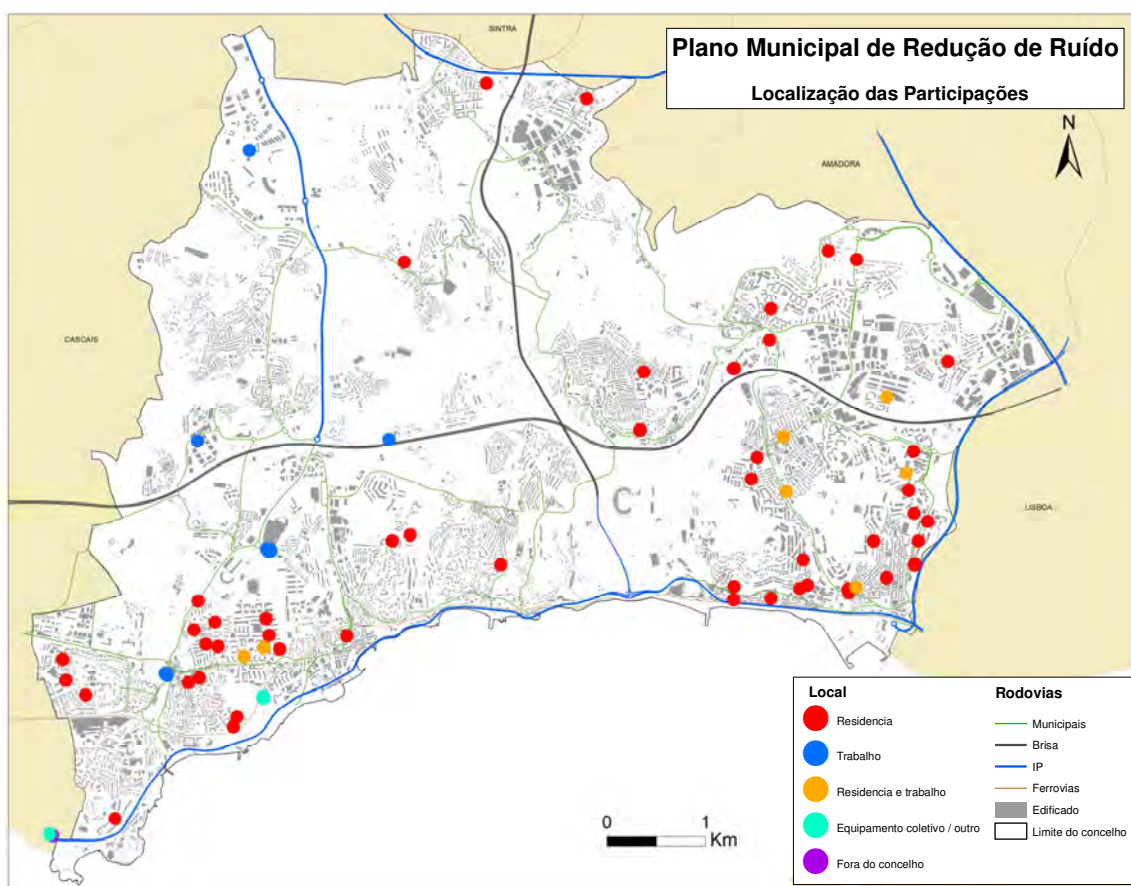 SINTRA
Plano Municipal de Redução de Ruído
Localização das Participações
N
AMADORA
CASCAIS
LISBOA
0 1
Km
Local
Residencia
Trabalho
Residencia e trabalho
Equipamento coletivo / outro
Fora do concelho
Rodovias
Municipais
Brisa
IP
Ferrovias
Edificado
Limite do concelho